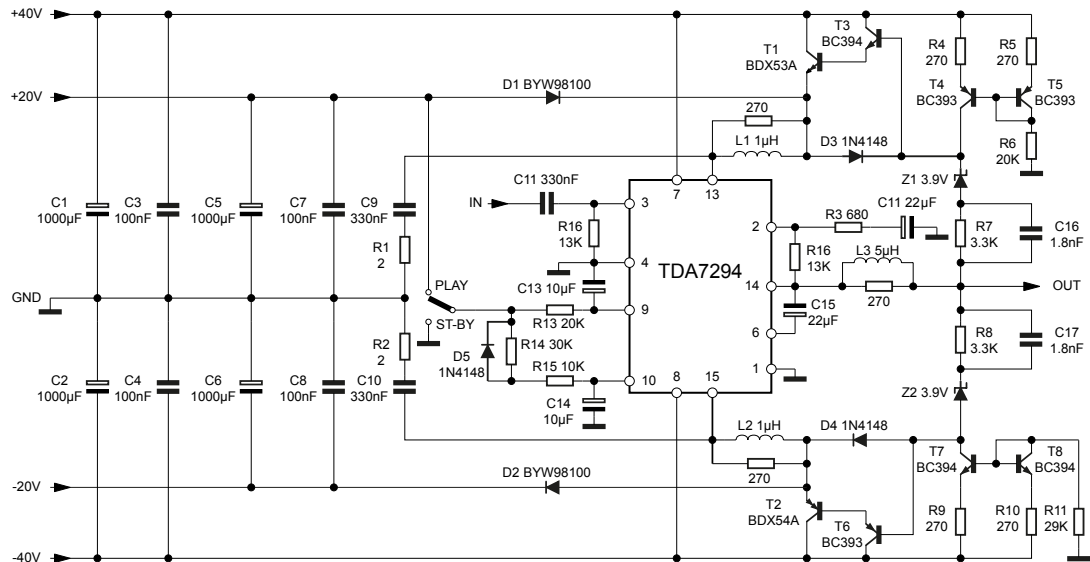 +40V
T3
BC394
R4
270
R5
270
T1
BDX53A
+20V
D1 BYW98100
T4
BC393
T5
BC393
270
L1 1µH
D3 1N4148
R6
20K
C11 330nF
7
13
Z1 3.9V
C1
1000µF
C3
100nF
C5
1000µF
C7
100nF
C9
330nF
IN
3
R16
13K
2
R3 680
C11 22µF
R7
3.3K
C16
1.8nF
R1
2
4
TDA7294
R16
13K
L3 5µH
PLAY
C13 10µF
14
270
OUT
GND
ST-BY
R13 20K
9
C15
22µF
R2
2
D5
1N4148
R14 30K
6
R8
3.3K
C17
1.8nF
R15 10K
10
8
15
1
C2
1000µF
C4
100nF
C6
1000µF
C8
100nF
C10
330nF
C14
10µF
Z2 3.9V
L2 1µH
D4 1N4148
T7
BC394
T8
BC394
270
D2 BYW98100
-20V
T2
BDX54A
T6
BC393
R9
270
R10
270
R11
29K
-40V